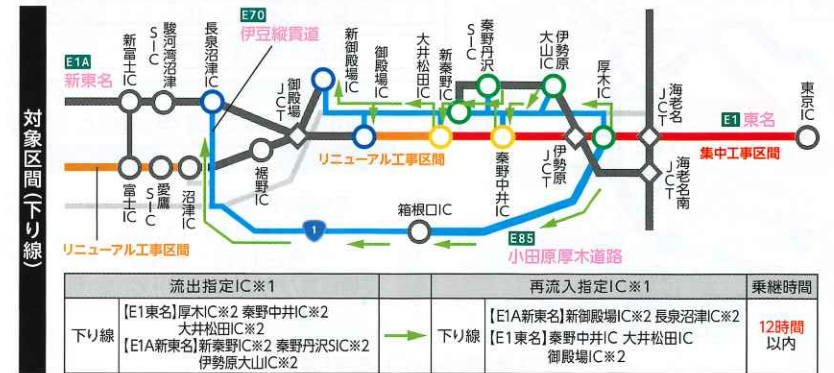 対象区間(下り線)
E1A
新東名
新富士IC
駿河湾沼津SIC
長泉沼津IC
E70
伊豆縦貫道
御殿場JCT
新御殿場IC
御殿場IC
大井松田IC
新秦野IC
秦野丹沢SIC
伊勢原大山IC
厚木IC
海老名JCT
E1 東名
東京IC
リニューアル工事区間
集中工事区間
富士IC
愛鷹SIC
沼津IC
裾野IC
秦野中井IC
伊勢原JCT
海老名南JCT
箱根口IC
1
E85
小田原厚木道路
リニューアル工事区間
流出指定IC※1
再流入指定IC※1
乗継時間
下り線
【E1東名】厚木IC※2 秦野中井IC※2
大井松田IC※2
【E1A新東名】新秦野IC※2 秦野丹沢SIC※2
伊勢原大山IC※2
下り線
【E1A新東名】新御殿場IC※2 長泉沼津IC※2
【E1東名】秦野中井IC 大井松田IC
御殿場IC※2
12時間
以内